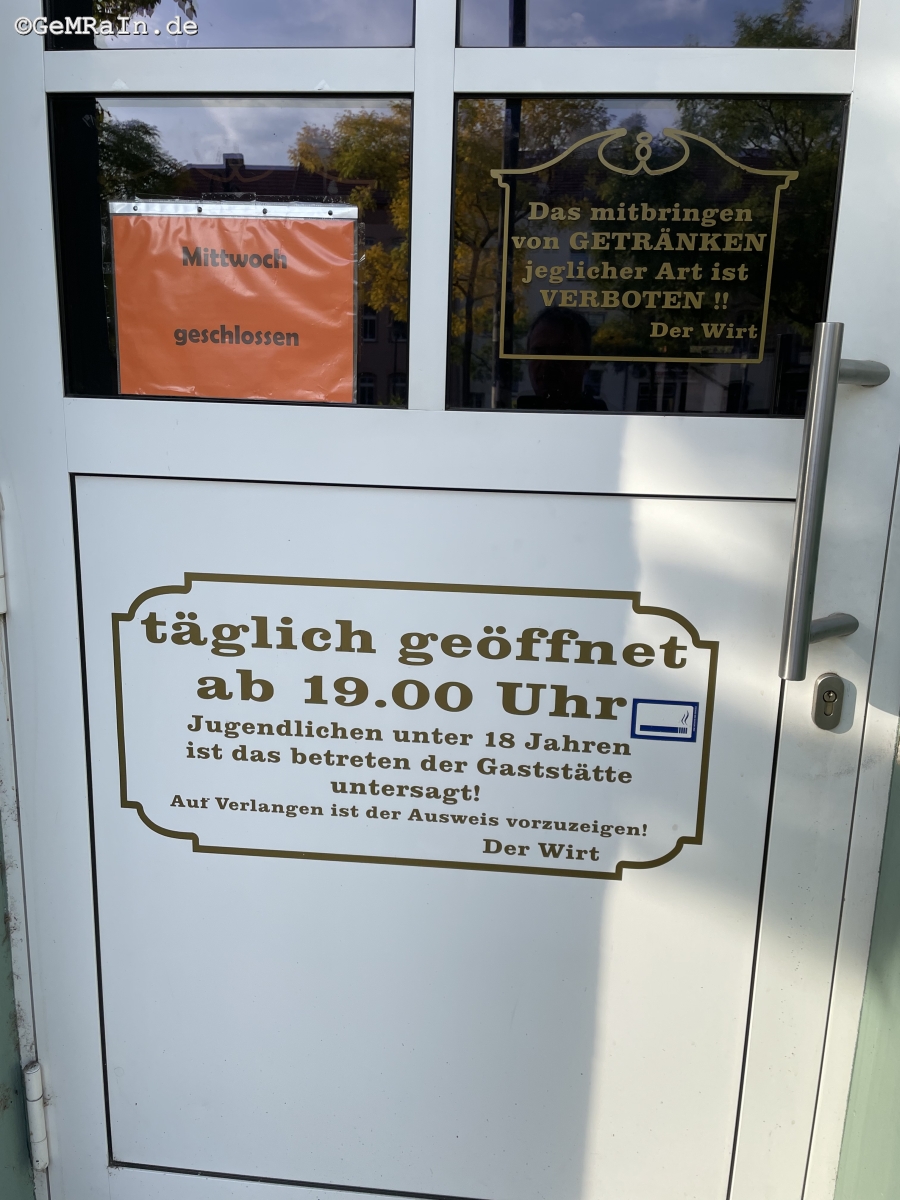 ©GeMRaIn.de
Mittwoch
geschlossen
Das mitbringen
von GETRÄNKEN
jeglicher Art ist
VERBOTEN !!
Der Wirt
täglich geöffnet
ab 19.00 Uhr
Jugendlichen unter 18 Jahren
ist das betreten der Gaststätte
untersagt!
Auf Verlangen ist der Ausweis vorzuzeigen!
Der Wirt